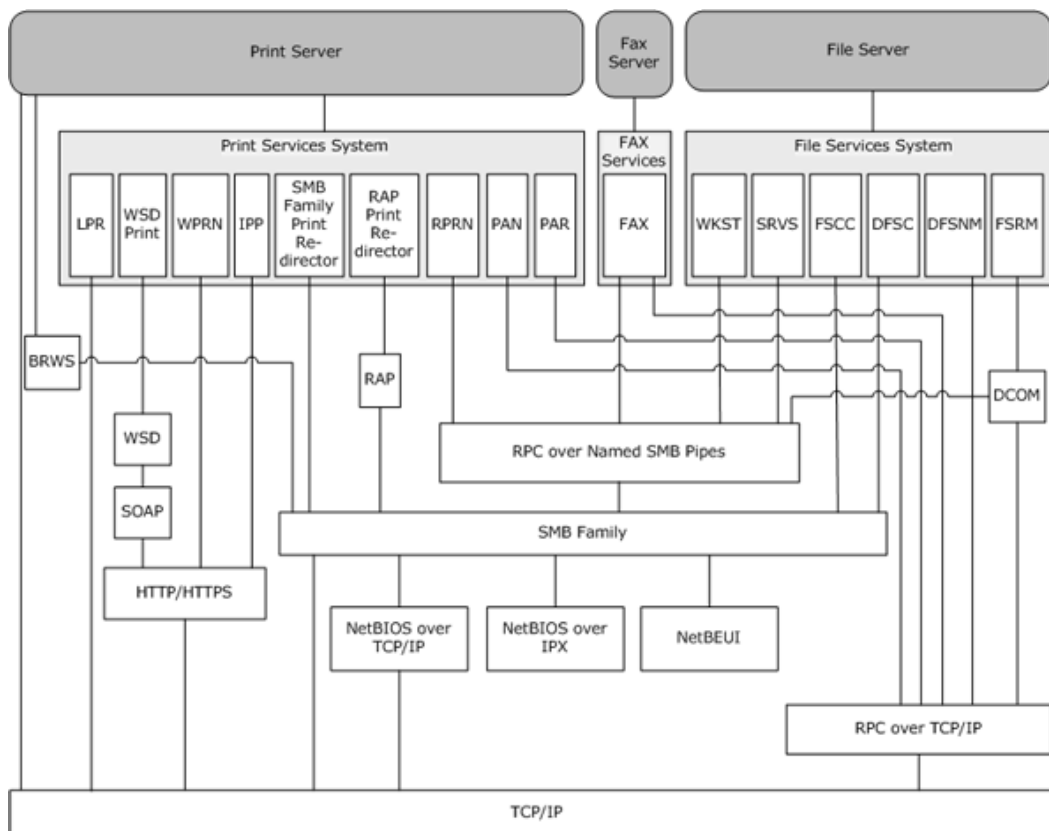 Print Server
Fax
Server
File Server
Print Services System
FAX
Services
File Services System
LPR
WSD
Print
WPRN
IPP
SMB
Family
Print
Re-
director
RAP
Print
Re-
director
RPRN
PAN
PAR
FAX
WKST
SRVS
FSCC
DFSC
DFSNM
FSRM
BRWS
RAP
DCOM
WSD
RPC over Named SMB Pipes
SOAP
SMB Family
HTTP/HTTPS
NetBIOS over
TCP/IP
NetBIOS over
IPX
NetBEUI
RPC over TCP/IP
TCP/IP